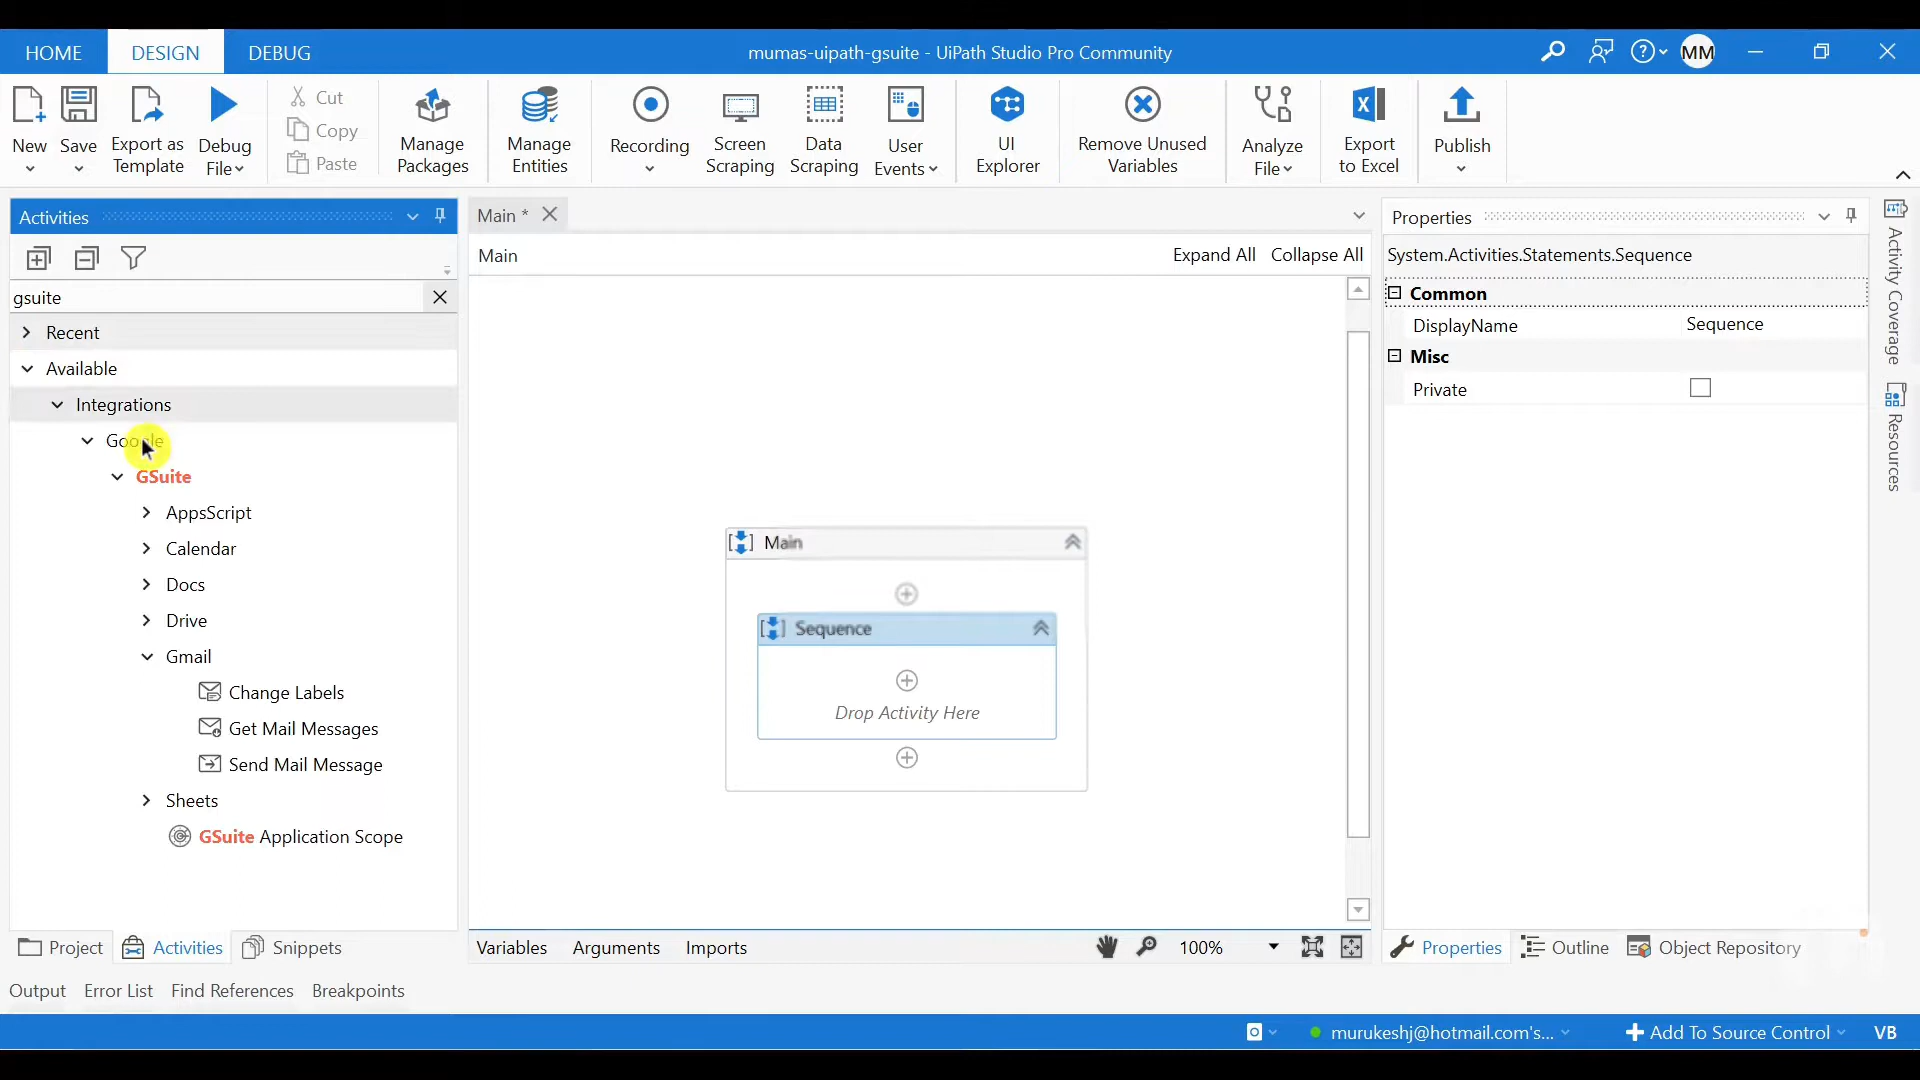 HOME DESIGN DEBUG mumas-uipath-gsuite - UiPath Studio Pro Community MM
New Save Export as Template Debug File Cut Copy Paste Manage Packages Manage Entities Recording Screen Scraping Data Scraping User Events UI Explorer Remove Unused Variables Analyze File Export to Excel Publish
Activities
gsuite
Recent
Available
Integrations
Google
GSuite
AppsScript
Calendar
Docs
Drive
Gmail
Change Labels
Get Mail Messages
Send Mail Message
Sheets
GSuite Application Scope
Project Activities Snippets
Main *
Main Expand All Collapse All
Main
Sequence
Drop Activity Here
Variables Arguments Imports 100%
Properties
System.Activities.Statements.Sequence
Common
DisplayName Sequence
Misc
Private
Properties Outline Object Repository
Activity Coverage
Resources
Output Error List Find References Breakpoints
murukeshj@hotmail.com's... Add To Source Control VB